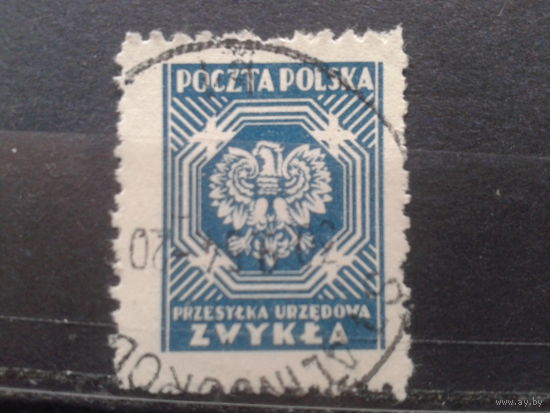 POCZTA POLSKA
PRZESYŁKA URZĘDOWA
ZWYKŁA
www.ay.by